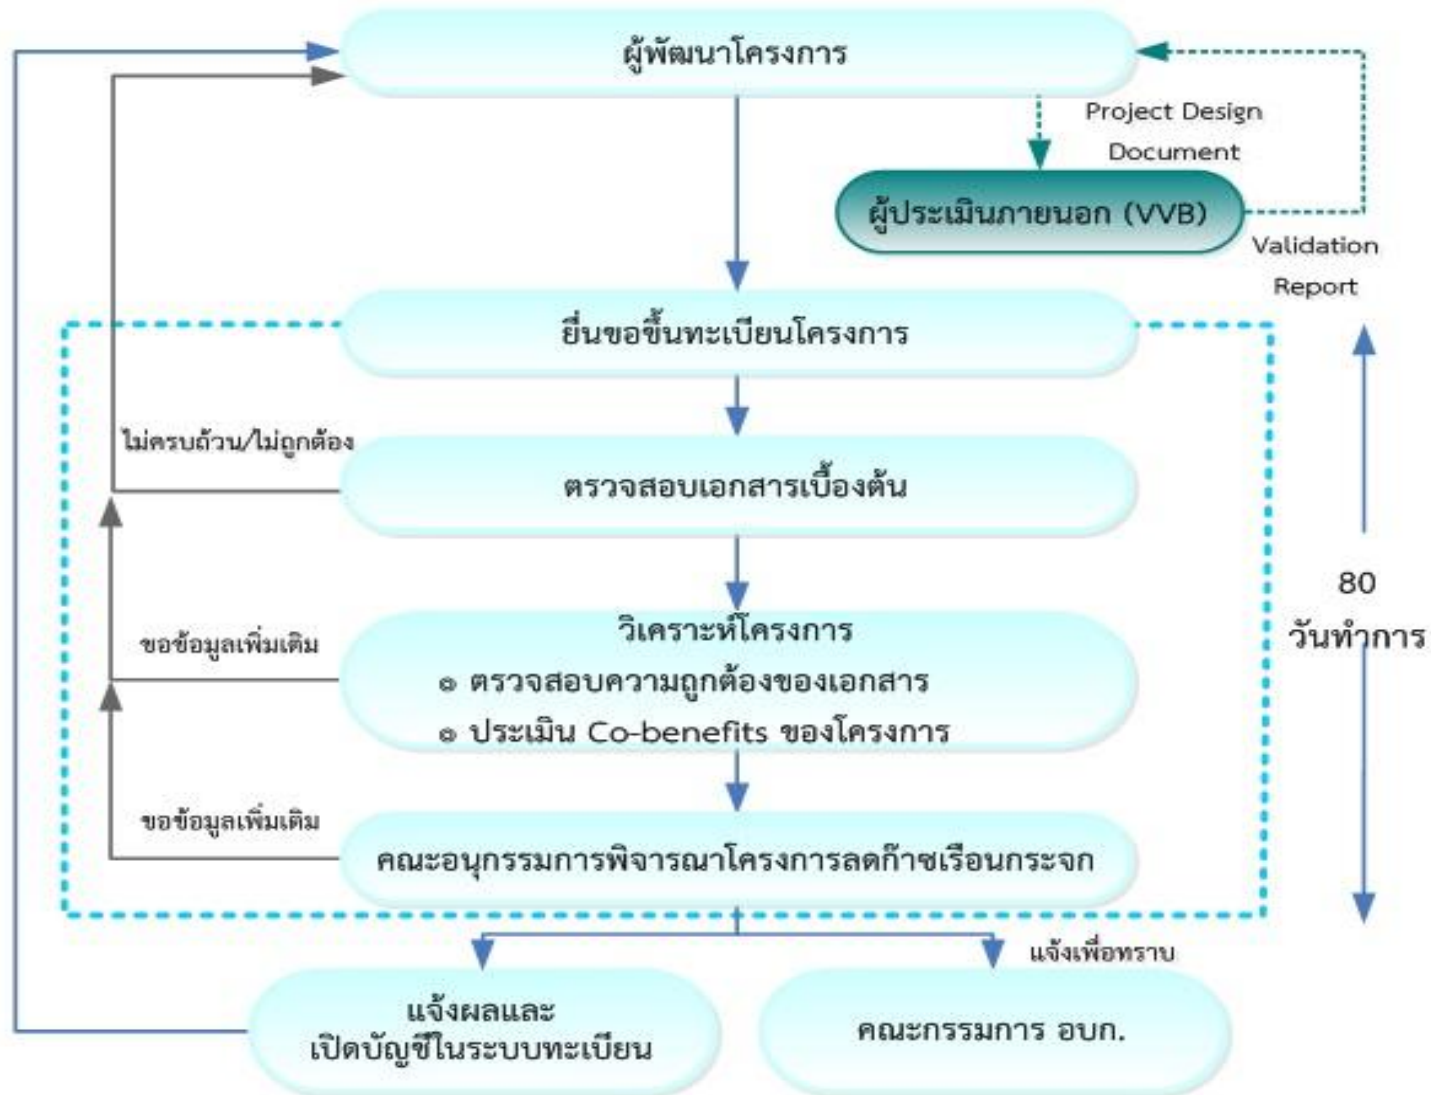 ผู้พัฒนาโครงการ
Project Design
Document
ผู้ประเมินภายนอก (VVB)
Validation
Report
ยื่นขอขึ้นทะเบียนโครงการ
ไม่ครบถ้วน/ไม่ถูกต้อง
ตรวจสอบเอกสารเบื้องต้น
80
วันทำการ
ขอข้อมูลเพิ่มเติม
วิเคราะห์โครงการ
๏ ตรวจสอบความถูกต้องของเอกสาร
๏ ประเมิน Co-benefits ของโครงการ
ขอข้อมูลเพิ่มเติม
คณะอนุกรรมการพิจารณาโครงการลดก๊าซเรือนกระจก
แจ้งเพื่อทราบ
แจ้งผลและ
เปิดบัญชีในระบบทะเบียน
คณะกรรมการ อบก.